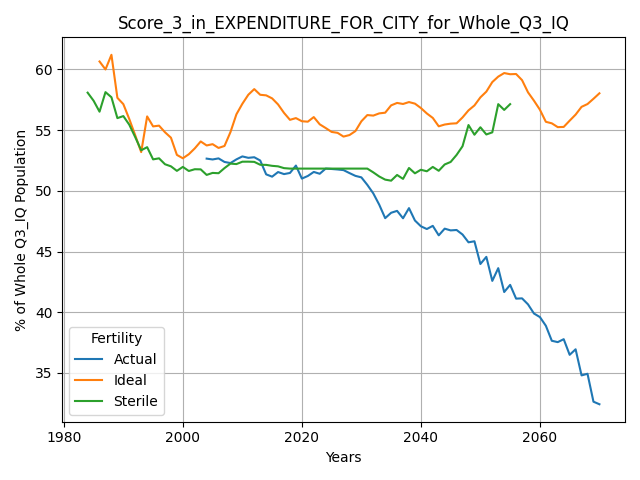 Score_3_in_EXPENDITURE_FOR_CITY_for_Whole_Q3_IQ
% of Whole Q3_IQ Population
60
55
50
45
40
35
Fertility
Actual
Ideal
Sterile
1980
2000
2020
2040
2060
Years